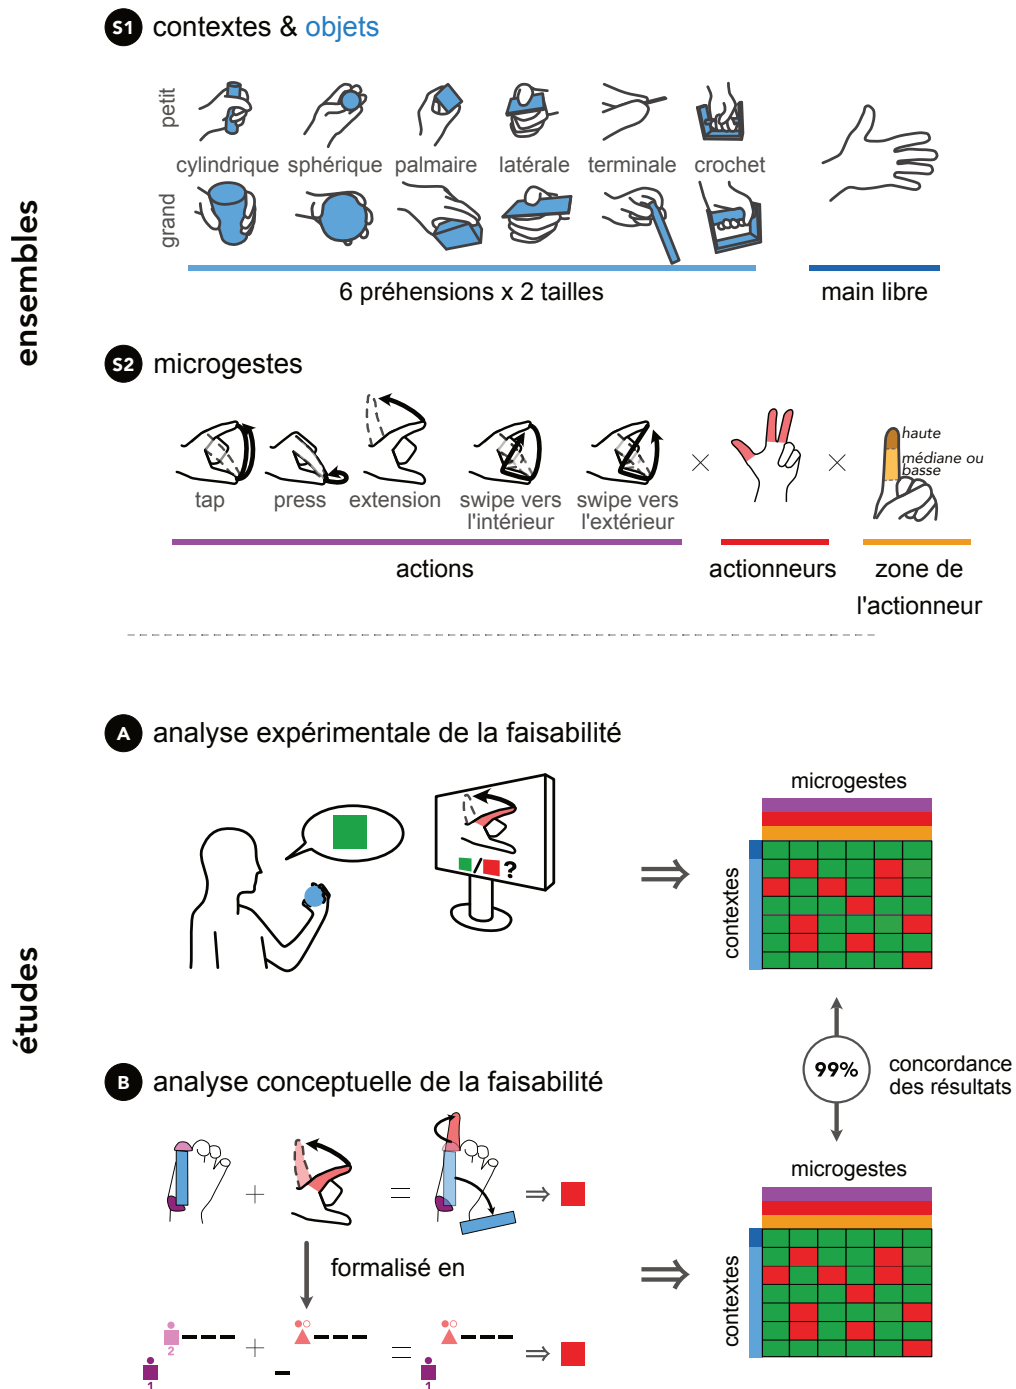 ensembles
S1 contextes & objets
petit
cylindrique sphérique palmaire latérale terminale crochet
grand
6 préhensions x 2 tailles
main libre
S2 microgestes
haute
médiane ou
basse
tap press extension swipe vers l'intérieur swipe vers l'extérieur
× ×
actions actionneurs zone de
l'actionneur
études
A analyse expérimentale de la faisabilité
microgestes
/ ?
⇒
contextes
99% concordance
des résultats
B analyse conceptuelle de la faisabilité
microgestes
+ = ⇒
formalisé en
⇒
contextes
2 + = ⇒
1 1